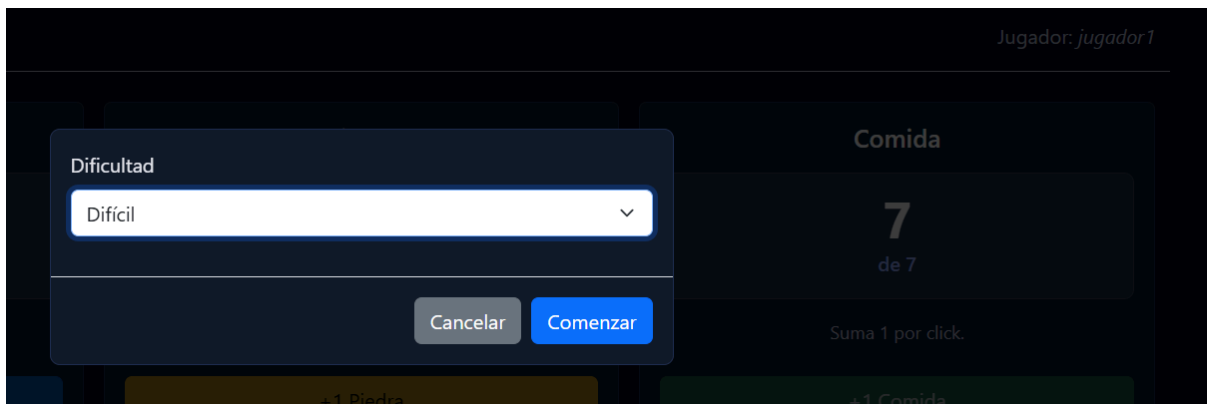 Jugador: jugador1
Dificultad
Difícil
Cancelar Comenzar
Comida
7
de 7
Suma 1 por click.
+1 Piedra
+1 Comida